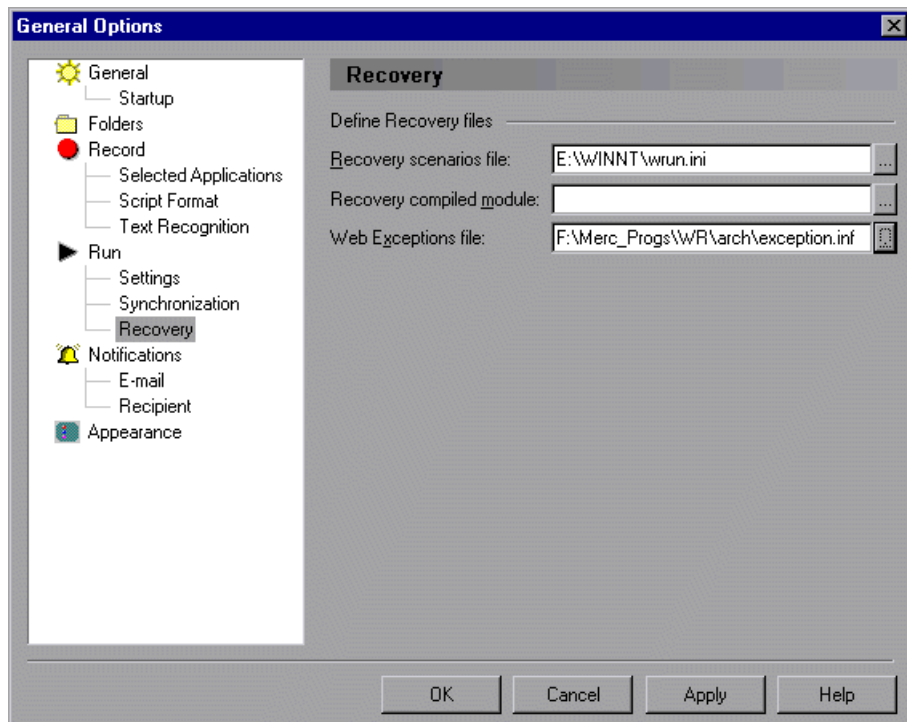 General Options
General
Startup
Folders
Record
Selected Applications
Script Format
Text Recognition
Run
Settings
Synchronization
Recovery
Notifications
E-mail
Recipient
Appearance
Recovery
Define Recovery files
Recovery scenarios file: E:\WINNT\wrun.ini ...
Recovery compiled module: ...
Web Exceptions file: F:\Merc_Progs\WR\arch\exception.inf ...
OK Cancel Apply Help